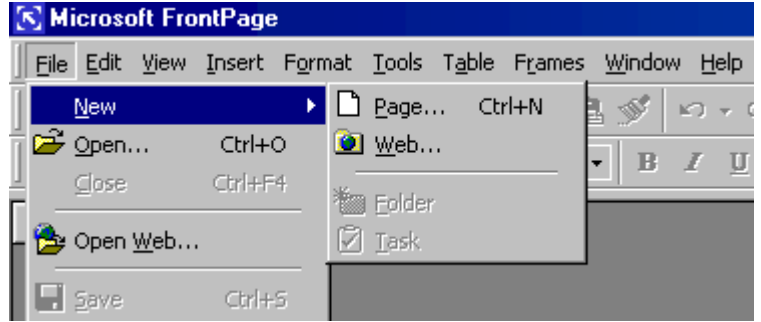 Microsoft FrontPage
File Edit View Insert Format Tools Table Frames Window Help
New
Page... Ctrl+N
Open... Ctrl+O
Web...
B I U
Close Ctrl+F4
Folder
Open Web...
Task
Save Ctrl+S